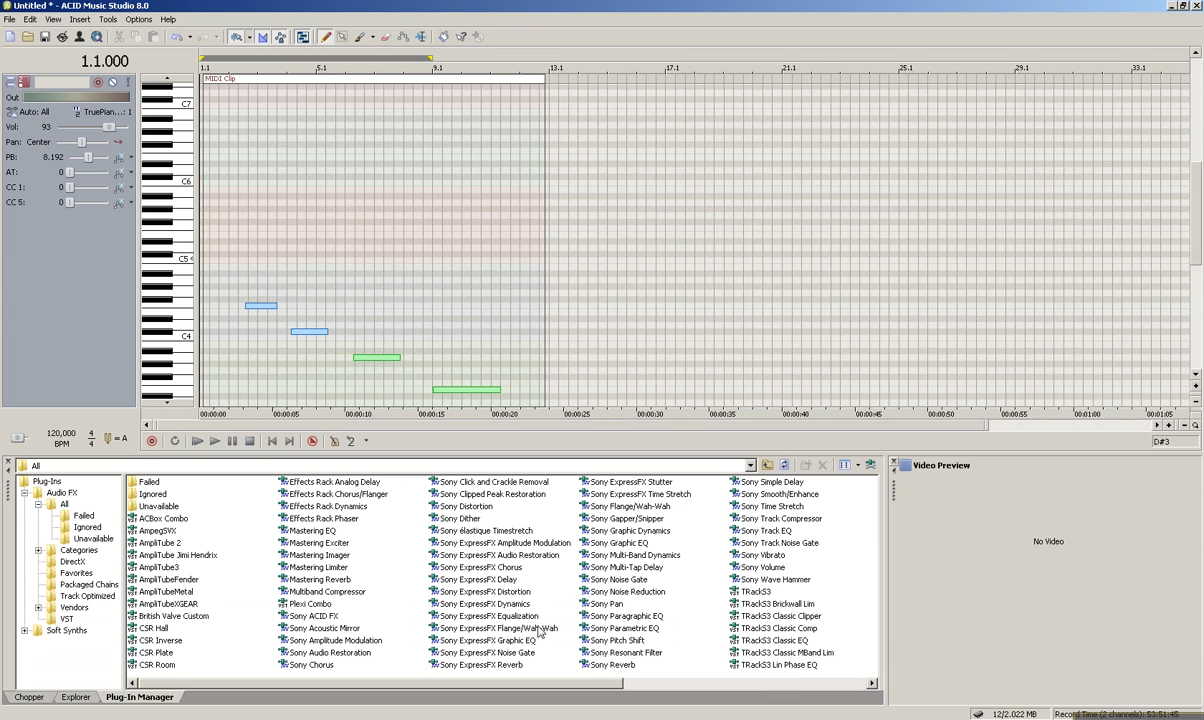 Untitled * - ACID Music Studio 8.0
File Edit View Insert Tools Options Help
1.1.000
1.1 5.1 9.1 13.1 17.1 21.1 25.1 29.1 33.1
MIDI Clip
Out
Auto: All TruePian...: 1
Vol: 93
Pan: Center
PB: 8.192
AT: 0
CC 1: 0
CC 5: 0
C7
C6
C5
C4
00:00:00 00:00:05 00:00:10 00:00:15 00:00:20 00:00:25 00:00:30 00:00:35 00:00:40 00:00:45 00:00:50 00:00:55 00:01:00 00:01:05
120,000
BPM
4
4
=A
2
D#3
All
Plug-Ins
Audio FX
All
Failed
Ignored
Unavailable
Categories
DirectX
Favorites
Packaged Chains
Track Optimized
Vendors
VST
Soft Synths
Failed
Ignored
Unavailable
ACBox Combo
AmpegSVX
AmpliTube 2
AmpliTube Jimi Hendrix
AmpliTube3
AmpliTubeFender
AmpliTubeMetal
AmpliTubeXGEAR
British Valve Custom
CSR Hall
CSR Inverse
CSR Plate
CSR Room
Effects Rack Analog Delay
Effects Rack Chorus/Flanger
Effects Rack Dynamics
Effects Rack Phaser
Mastering EQ
Mastering Exciter
Mastering Imager
Mastering Limiter
Mastering Reverb
Multiband Compressor
Plexi Combo
Sony ACID FX
Sony Acoustic Mirror
Sony Amplitude Modulation
Sony Audio Restoration
Sony Chorus
Sony Click and Crackle Removal
Sony Clipped Peak Restoration
Sony Distortion
Sony Dither
Sony élastique Timestretch
Sony ExpressFX Amplitude Modulation
Sony ExpressFX Audio Restoration
Sony ExpressFX Chorus
Sony ExpressFX Delay
Sony ExpressFX Distortion
Sony ExpressFX Dynamics
Sony ExpressFX Equalization
Sony ExpressFX Flange/Wah-Wah
Sony ExpressFX Graphic EQ
Sony ExpressFX Noise Gate
Sony ExpressFX Reverb
Sony ExpressFX Stutter
Sony ExpressFX Time Stretch
Sony Flange/Wah-Wah
Sony Gapper/Snipper
Sony Graphic Dynamics
Sony Graphic EQ
Sony Multi-Band Dynamics
Sony Multi-Tap Delay
Sony Noise Gate
Sony Noise Reduction
Sony Pan
Sony Paragraphic EQ
Sony Parametric EQ
Sony Pitch Shift
Sony Resonant Filter
Sony Reverb
Sony Simple Delay
Sony Smooth/Enhance
Sony Time Stretch
Sony Track Compressor
Sony Track EQ
Sony Track Noise Gate
Sony Vibrato
Sony Volume
Sony Wave Hammer
TRackS3
TRackS3 Brickwall Lim
TRackS3 Classic Clipper
TRackS3 Classic Comp
TRackS3 Classic EQ
TRackS3 Classic MBand Lim
TRackS3 Lin Phase EQ
Video Preview
No Video
Chopper Explorer Plug-In Manager
12/2.022 MB Record Time (2 channels): 53:51:45